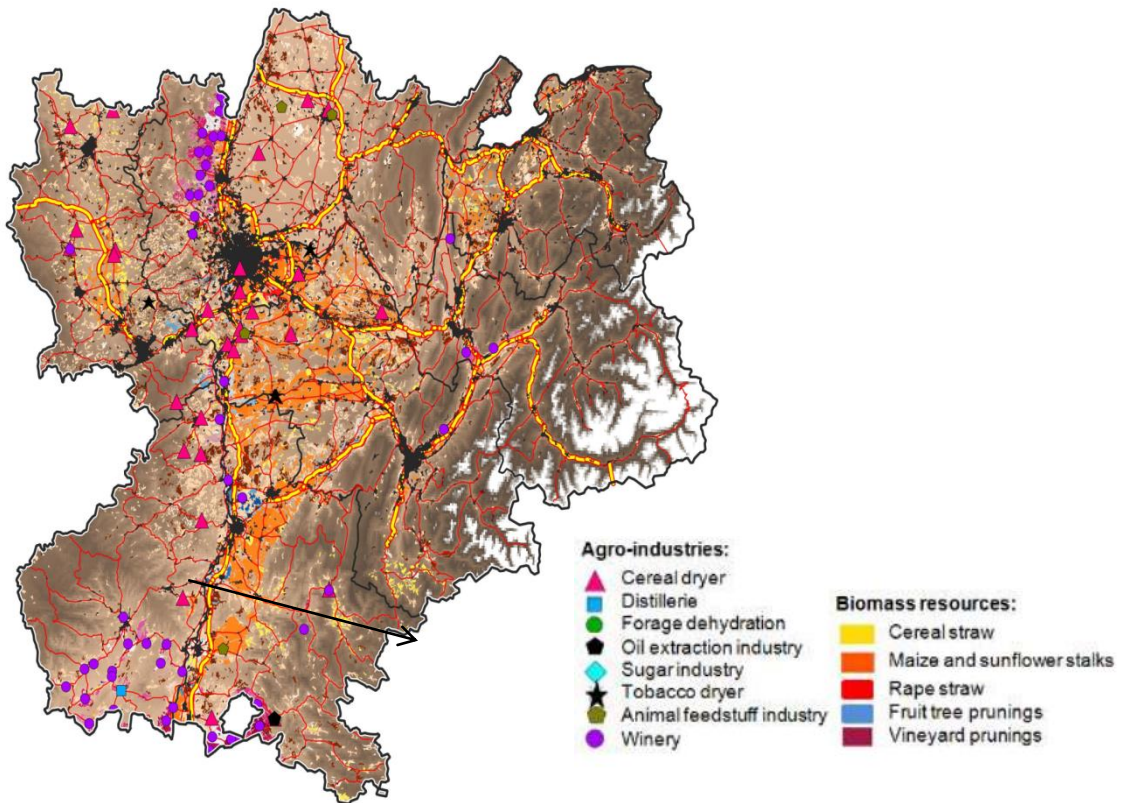 Agro-industries:
Cereal dryer
Distillerie
Forage dehydration
Oil extraction industry
Sugar industry
Tobacco dryer
Animal feedstuff industry
Winery
Biomass resources:
Cereal straw
Maize and sunflower stalks
Rape straw
Fruit tree prunings
Vineyard prunings